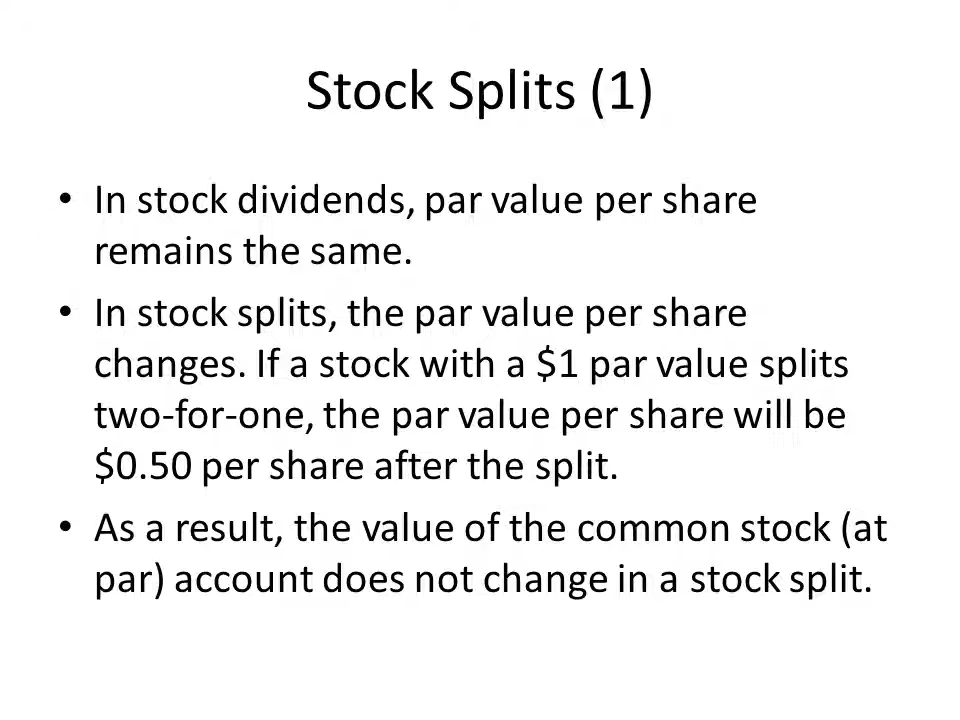 Stock Splits (1)
• In stock dividends, par value per share
remains the same.
• In stock splits, the par value per share
changes. If a stock with a $1 par value splits
two-for-one, the par value per share will be
$0.50 per share after the split.
• As a result, the value of the common stock (at
par) account does not change in a stock split.